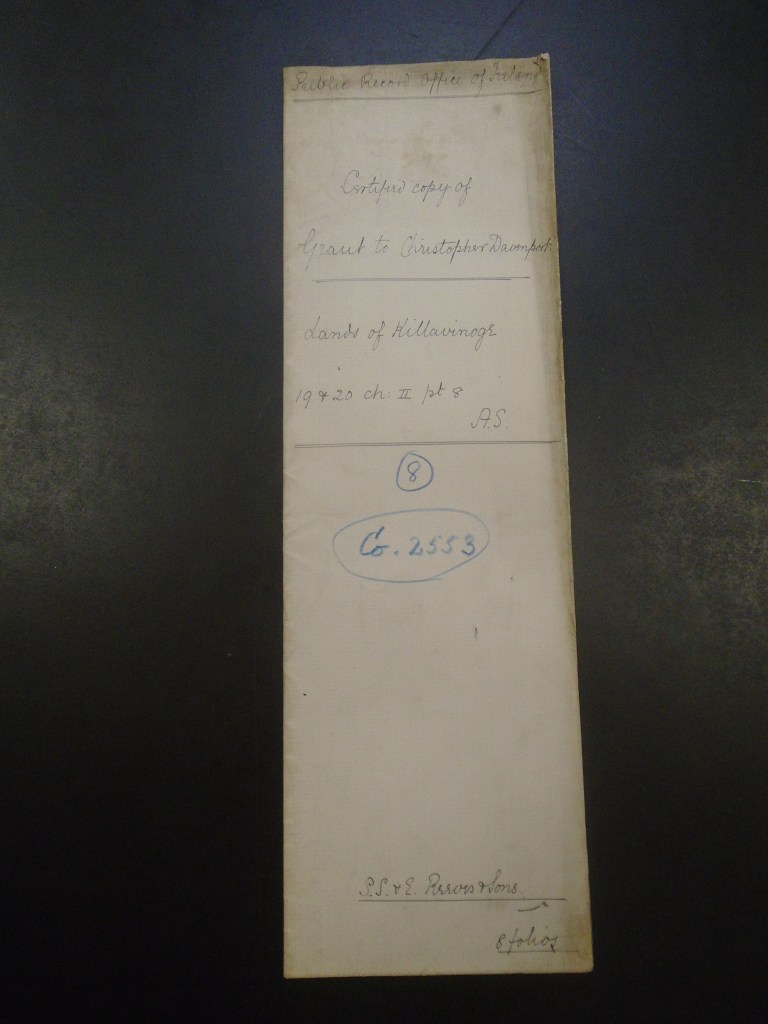 Public Record Office of Ireland
Certified copy of
Grant to Christopher Davenport
Lands of Killavinoge
19 & 20 ch: II pt 8
A.S.
8
Co. 2553
S.S. & E. Reeves & Sons
8 folios